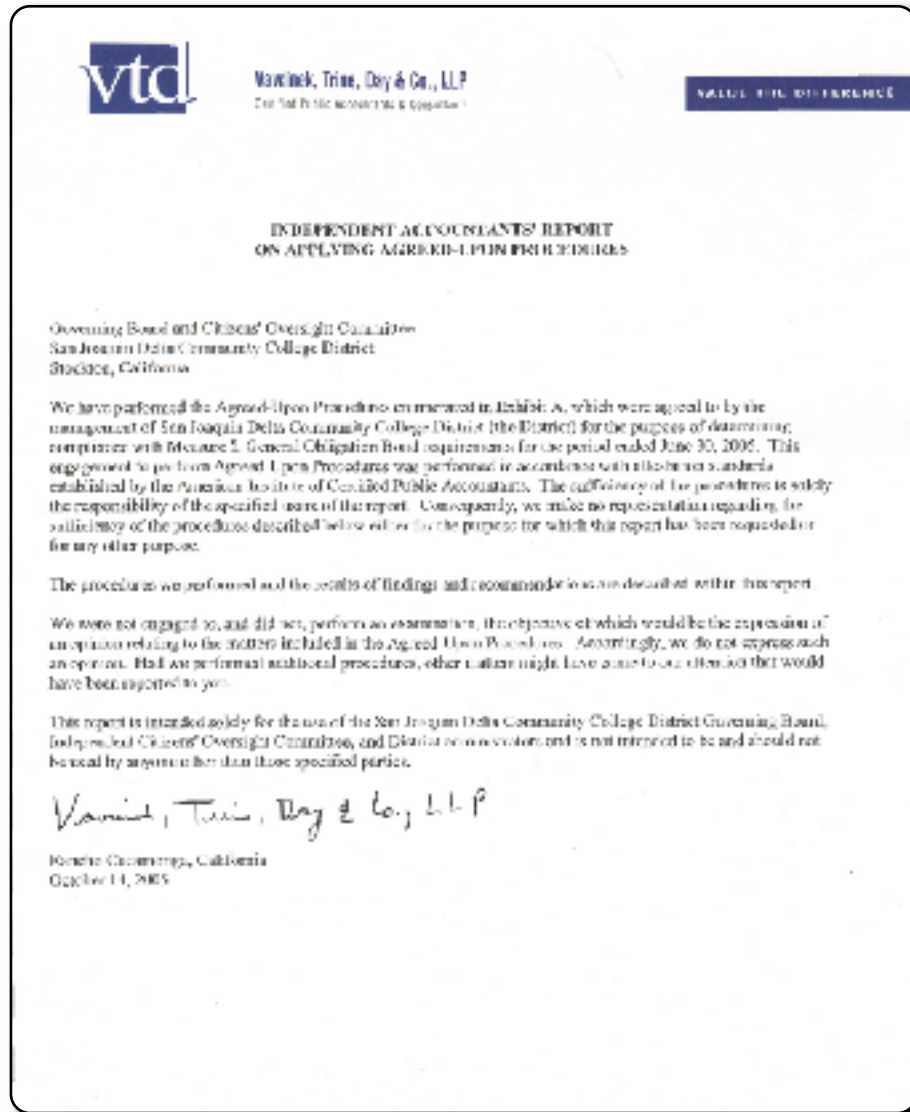 vtd
Vavrinek, Trine, Day & Co., LLP
Certified Public Accountants & Consultants
VALUE THE DIFFERENCE
INDEPENDENT ACCOUNTANTS' REPORT
ON APPLYING AGREED-UPON PROCEDURES
Governing Board and Citizens' Oversight Committee
San Joaquin Delta Community College District
Stockton, California
We have performed the Agreed-Upon Procedures enumerated in Exhibit A, which were agreed to by the
management of San Joaquin Delta Community College District (the District) for the purpose of determining
compliance with Measure L General Obligation Bond requirements for the period ended June 30, 2005. This
engagement to perform Agreed-Upon Procedures was performed in accordance with attestation standards
established by the American Institute of Certified Public Accountants. The sufficiency of the procedures is solely
the responsibility of the specified users of the report. Consequently, we make no representation regarding the
sufficiency of the procedures described below either for the purpose for which this report has been requested or
for any other purpose.
The procedures we performed and the results of findings and recommendations are described within this report.
We were not engaged to, and did not, perform an examination, the objective of which would be the expression of
an opinion relating to the matters included in the Agreed-Upon Procedures. Accordingly, we do not express such
an opinion. Had we performed additional procedures, other matters might have come to our attention that would
have been reported to you.
This report is intended solely for the use of the San Joaquin Delta Community College District Governing Board,
Independent Citizens' Oversight Committee, and District administrators and is not intended to be and should not
be used by anyone other than those specified parties.
Vavrinek, Trine, Day & Co., LLP
Rancho Cucamonga, California
October 14, 2005